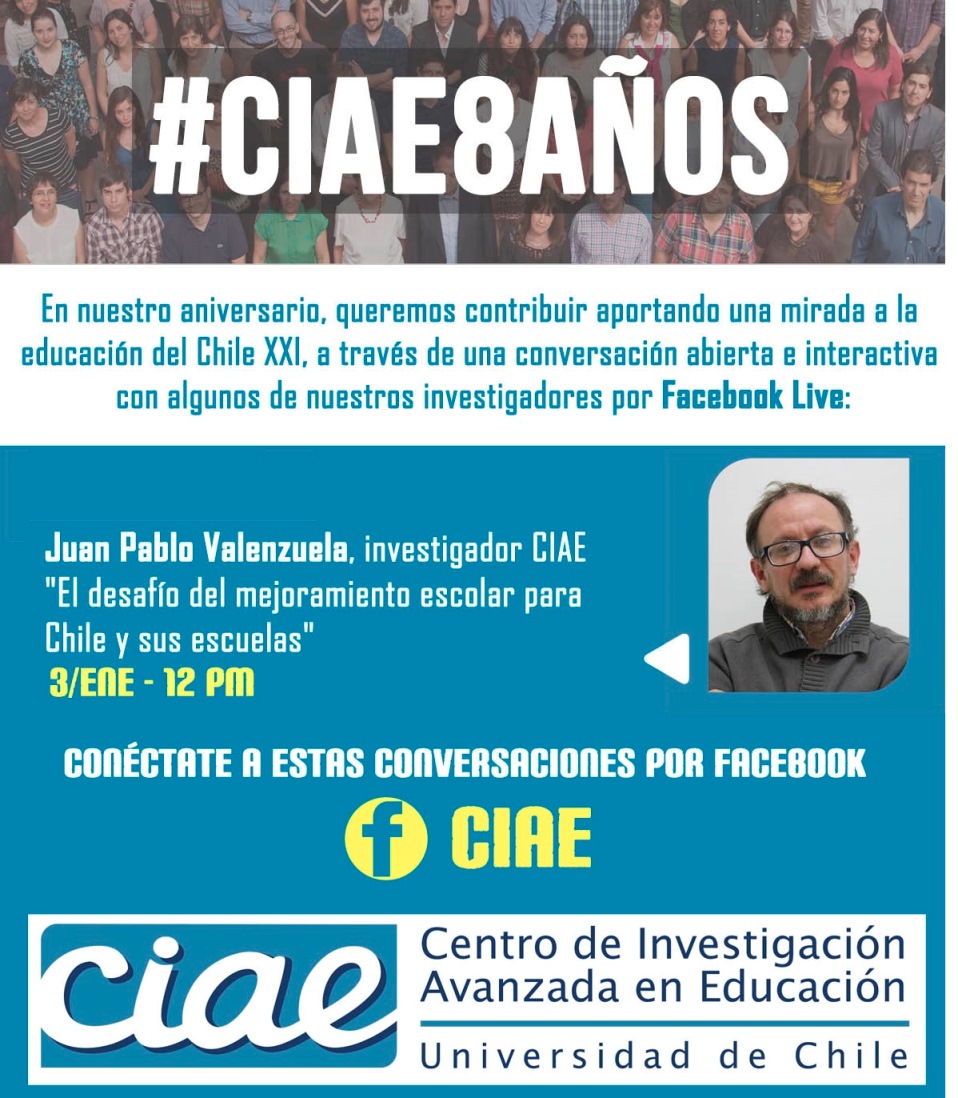 #CIAE8AÑOS
En nuestro aniversario, queremos contribuir aportando una mirada a la
educación del Chile XXI, a través de una conversación abierta e interactiva
con algunos de nuestros investigadores por Facebook Live:
Juan Pablo Valenzuela, investigador CIAE
"El desafío del mejoramiento escolar para
Chile y sus escuelas"
3/ENE - 12 PM
CONÉCTATE A ESTAS CONVERSACIONES POR FACEBOOK
f CIAE
ciae
Centro de Investigación
Avanzada en Educación
Universidad de Chile